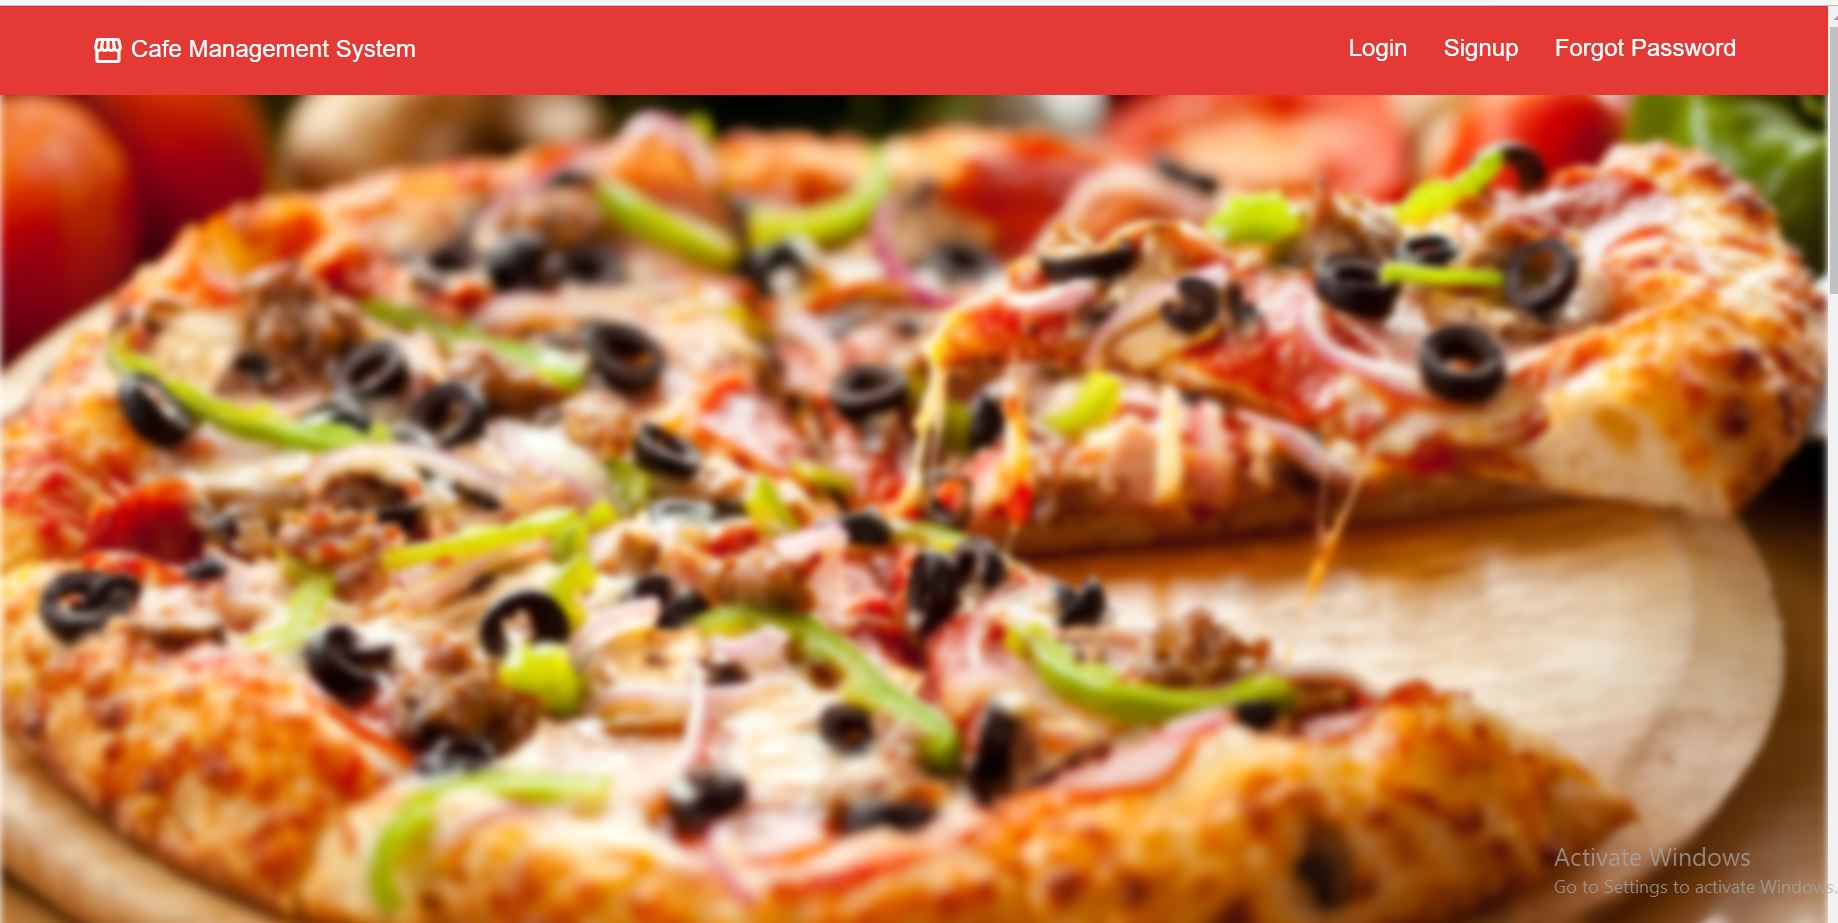 Cafe Management System
Login Signup Forgot Password
Activate Windows
Go to Settings to activate Windows.